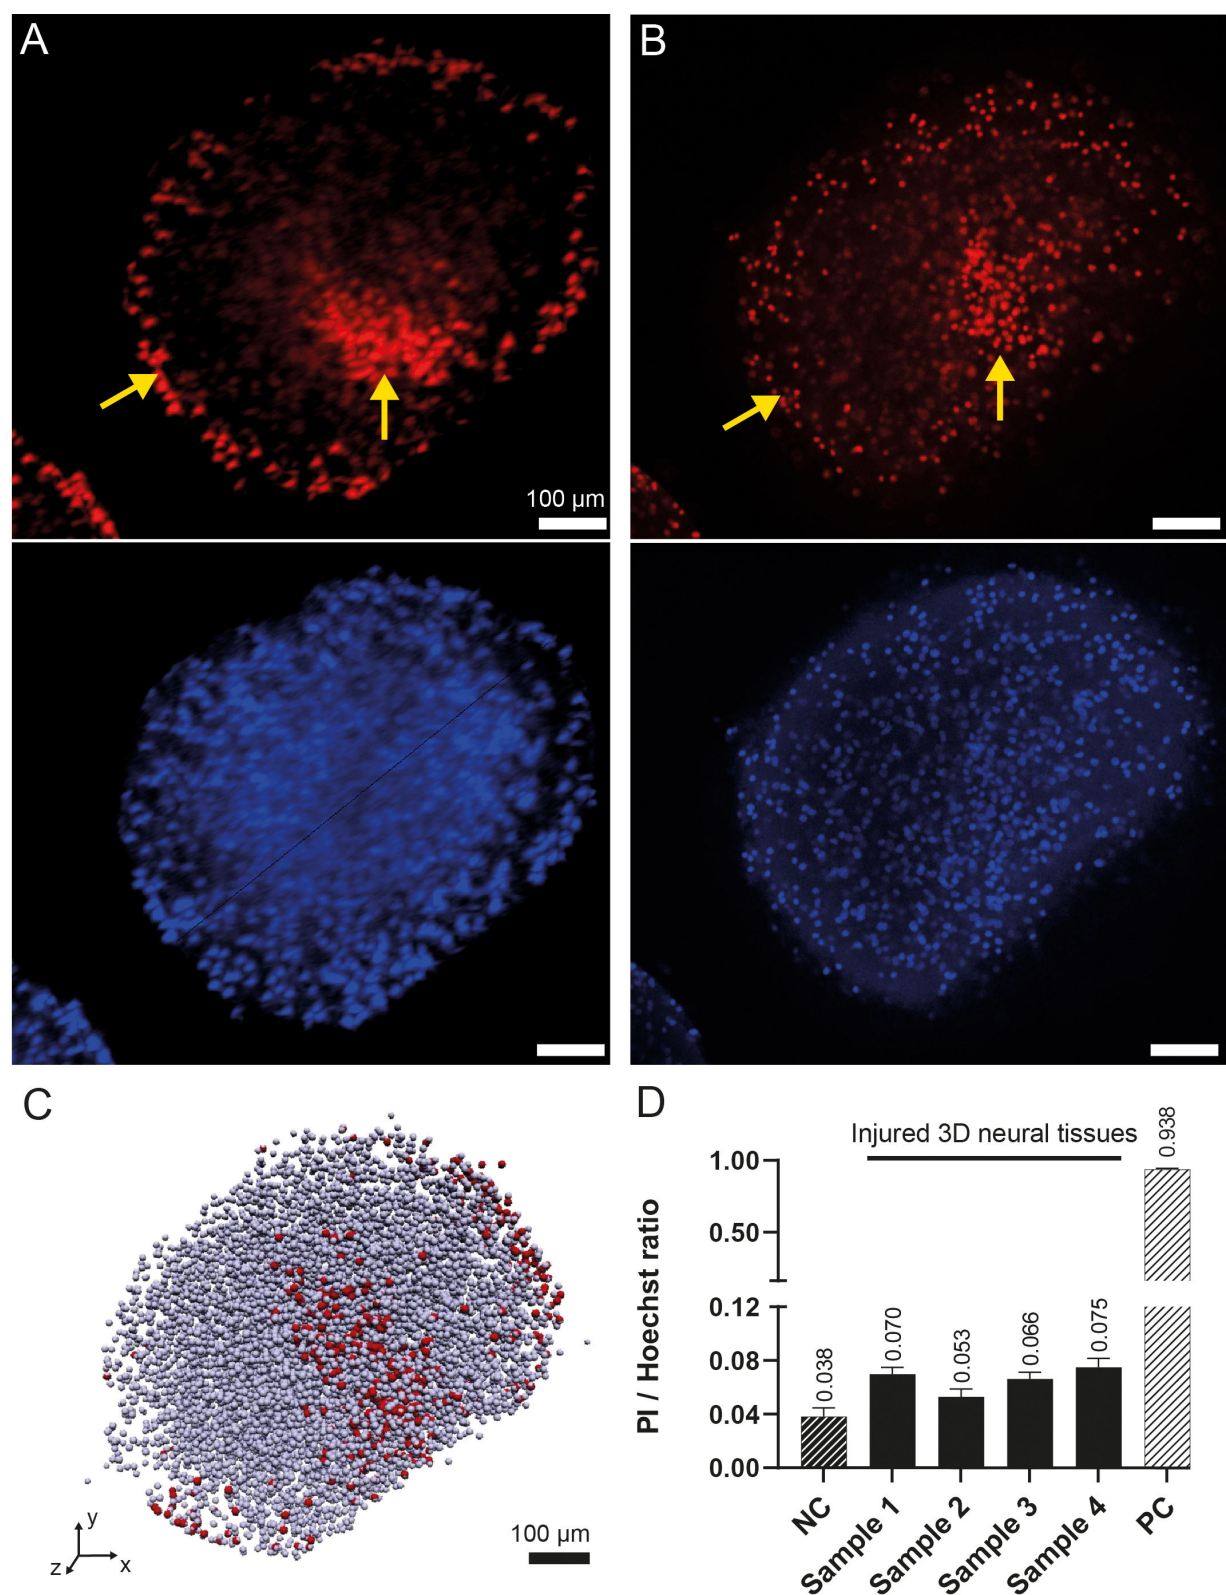 A
B
100 µm
C
y
z
x
100 µm
D
Injured 3D neural tissues
PI / Hoechst ratio
1.00
0.50
0.12
0.08
0.04
0.00
0.038
0.070
0.053
0.066
0.075
0.938
NC
Sample 1
Sample 2
Sample 3
Sample 4
PC